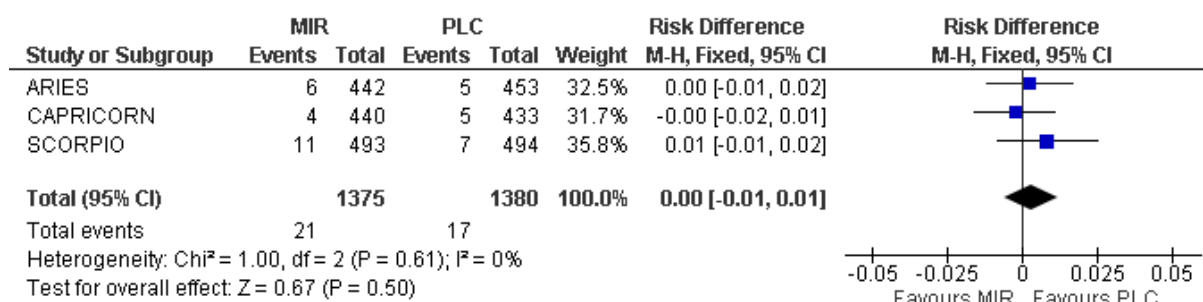 MIR PLC Risk Difference Risk Difference
Study or Subgroup Events Total Events Total Weight M-H, Fixed, 95% CI M-H, Fixed, 95% CI
ARIES 6 442 5 453 32.5% 0.00 [-0.01, 0.02]
CAPRICORN 4 440 5 433 31.7% -0.00 [-0.02, 0.01]
SCORPIO 11 493 7 494 35.8% 0.01 [-0.01, 0.02]
Total (95% CI) 1375 1380 100.0% 0.00 [-0.01, 0.01]
Total events 21 17
Heterogeneity: Chi² = 1.00, df = 2 (P = 0.61); I² = 0%
Test for overall effect: Z = 0.67 (P = 0.50)
-0.05 -0.025 0 0.025 0.05
Favours MIR Favours PLC